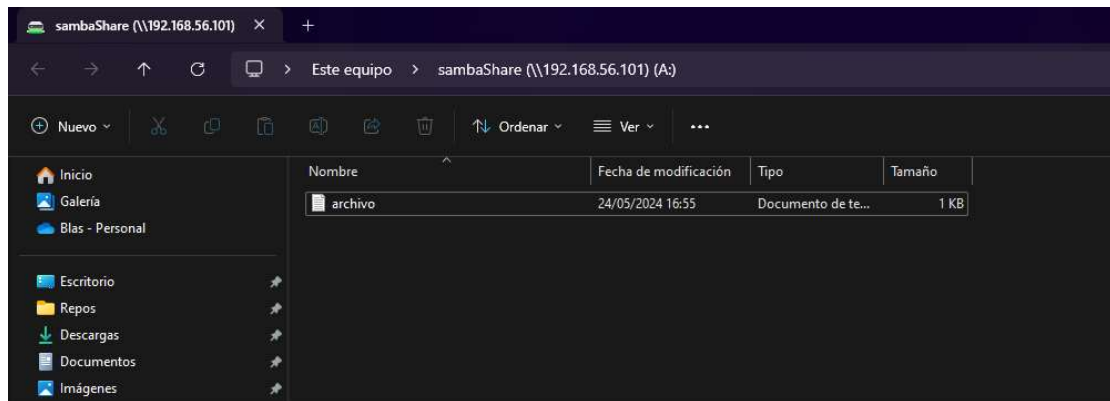 sambaShare (\\192.168.56.101)
Este equipo > sambaShare (\\192.168.56.101) (A:)
Nuevo Ordenar Ver
Inicio
Galería
Blas - Personal
Escritorio
Repos
Descargas
Documentos
Imágenes
Nombre Fecha de modificación Tipo Tamaño
archivo 24/05/2024 16:55 Documento de te... 1 KB